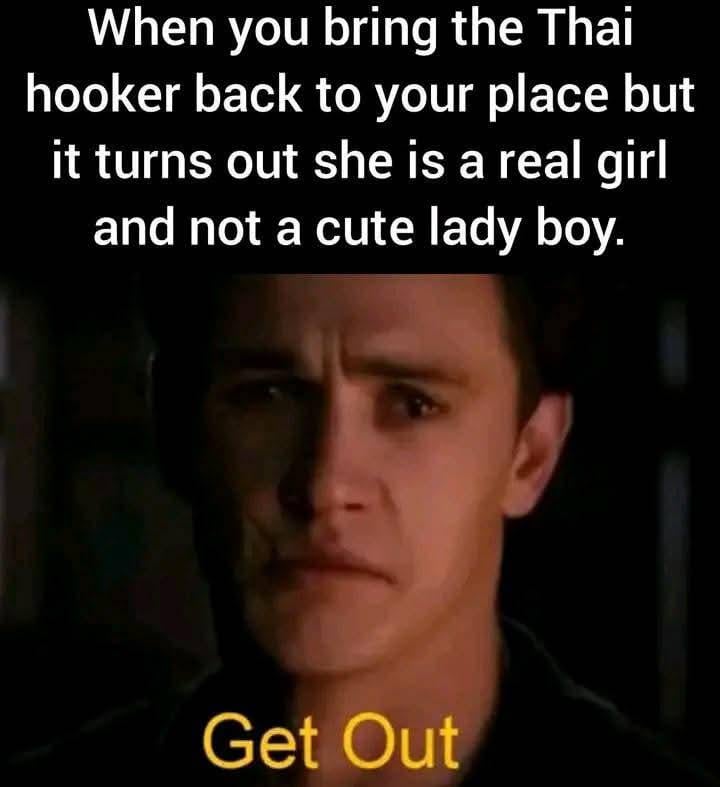 When you bring the Thai
hooker back to your place but
it turns out she is a real girl
and not a cute lady boy.
Get Out